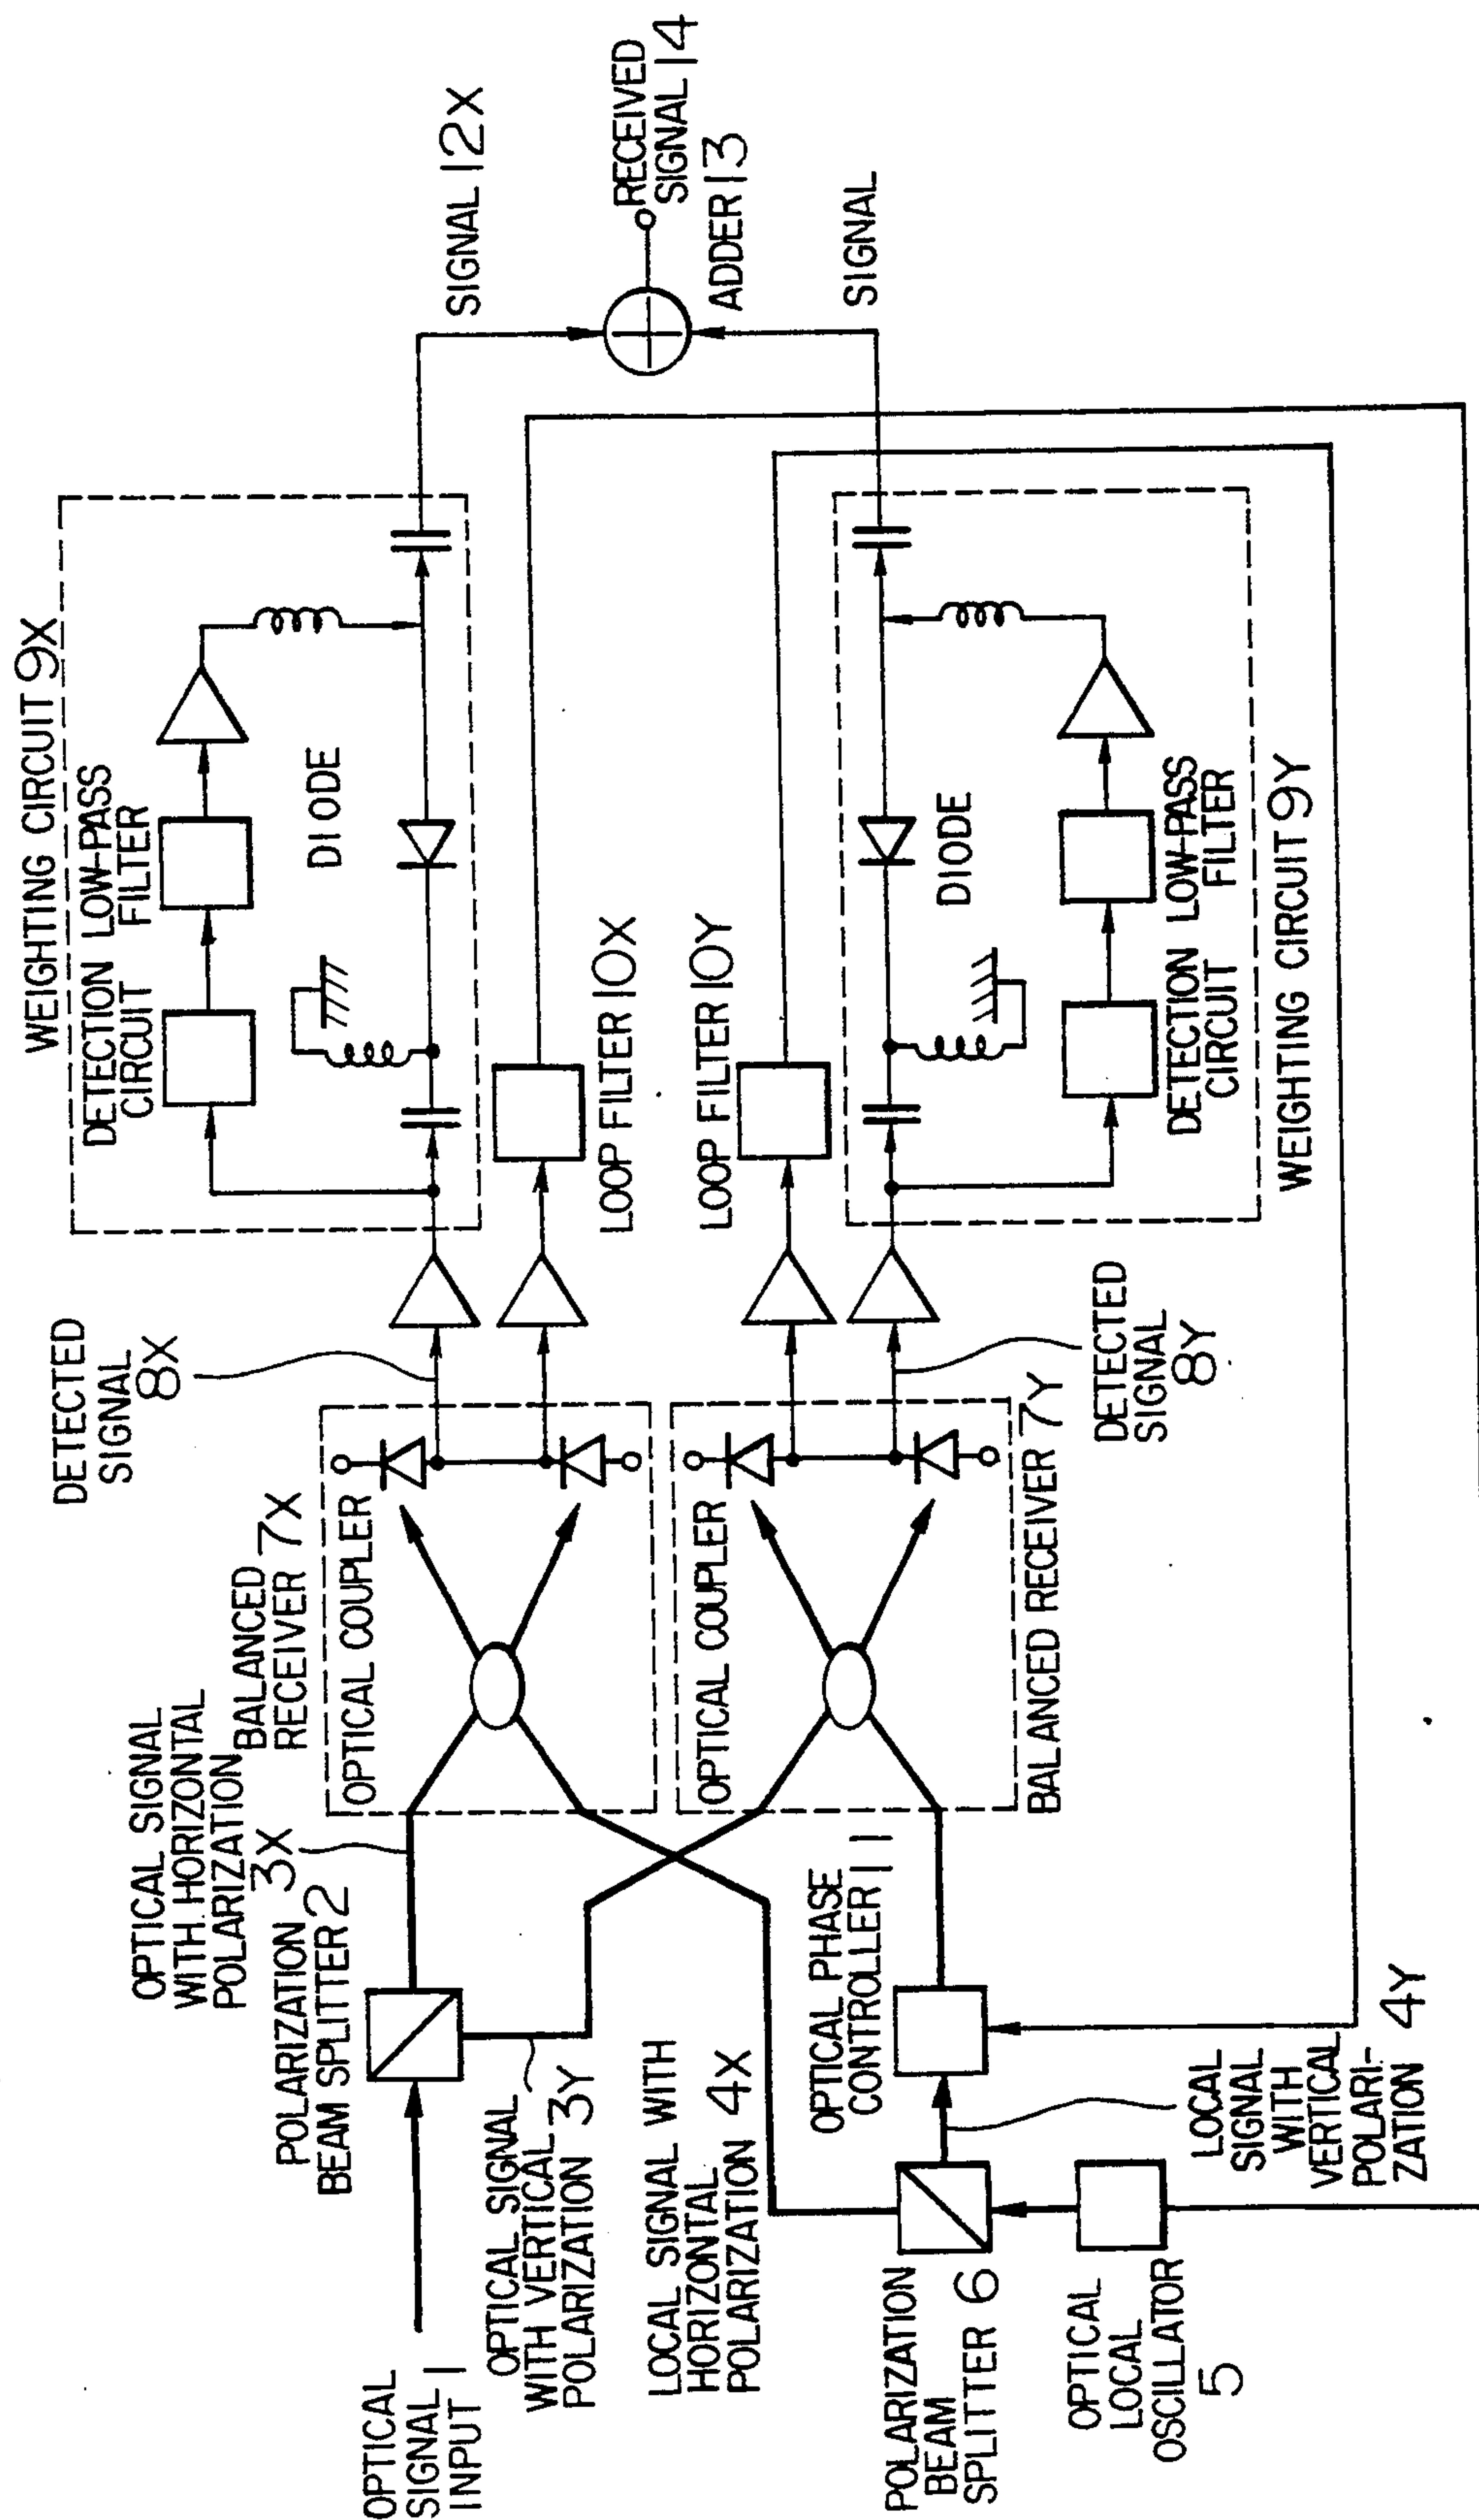 OPTICAL
SIGNAL 1
INPUT
OPTICAL SIGNAL
WITH HORIZONTAL
POLARIZATION
3X
POLARIZATION
BEAM SPLITTER 2
OPTICAL SIGNAL
WITH VERTICAL
POLARIZATION 3Y
LOCAL SIGNAL WITH
HORIZONTAL
POLARIZATION 4X
POLARIZATION
BEAM
SPLITTER 6
OPTICAL
LOCAL
OSCILLATOR
5
OPTICAL PHASE
CONTROLLER 11
LOCAL
SIGNAL
WITH
VERTICAL
POLARI-
ZATION 4Y
BALANCED
RECEIVER 7X
OPTICAL COUPLER
OPTICAL COUPLER
BALANCED RECEIVER 7Y
DETECTED
SIGNAL
8X
DETECTED
SIGNAL
8Y
WEIGHTING CIRCUIT 9X
DETECTION LOW-PASS
CIRCUIT FILTER
DIODE
LOOP FILTER 10X
LOOP FILTER 10Y
DIODE
DETECTION LOW-PASS
CIRCUIT FILTER
WEIGHTING CIRCUIT 9Y
SIGNAL 12X
RECEIVED
SIGNAL 14
ADDER 13
SIGNAL